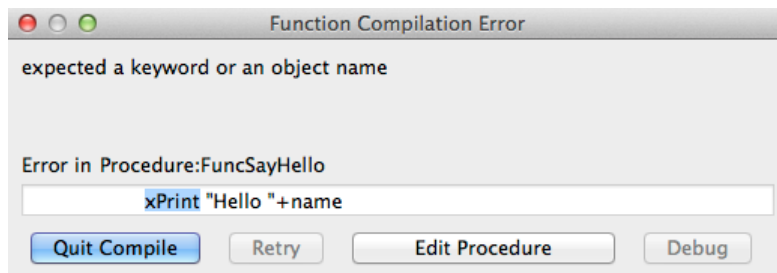 Function Compilation Error
expected a keyword or an object name
Error in Procedure:FuncSayHello
xPrint "Hello "+name
Quit Compile Retry Edit Procedure Debug